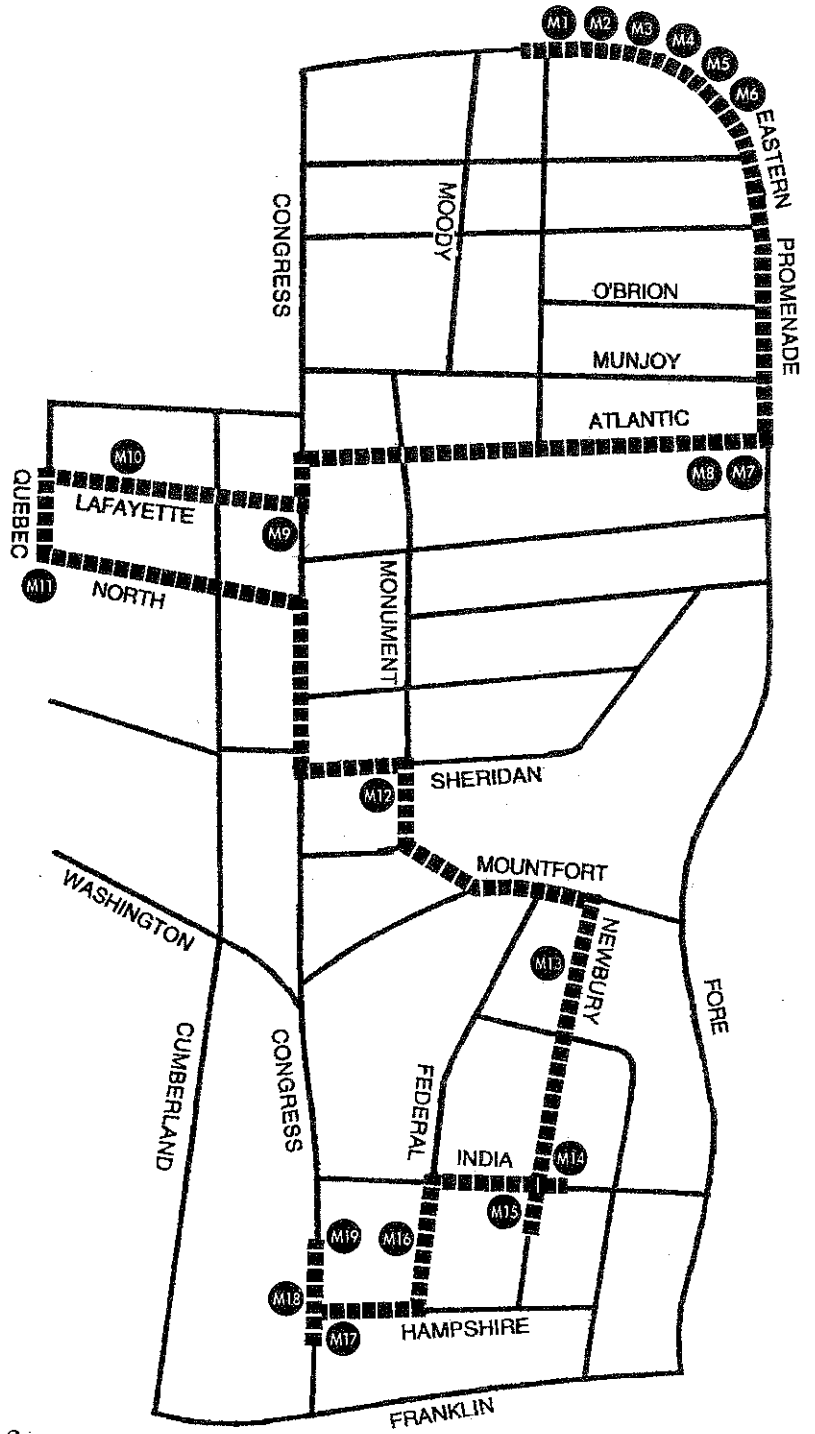 M1
M2
M3
M4
M5
M6
EASTERN
PROMENADE
CONGRESS
MOODY
O'BRION
MUNJOY
ATLANTIC
M8
M7
M10
QUEBEC
LAFAYETTE
M9
M11
NORTH
MONUMENT
SHERIDAN
M12
MOUNTFORT
WASHINGTON
M13
NEWBURY
FORE
CUMBERLAND
CONGRESS
FEDERAL
INDIA
M14
M15
M19
M16
M18
M17
HAMPSHIRE
FRANKLIN